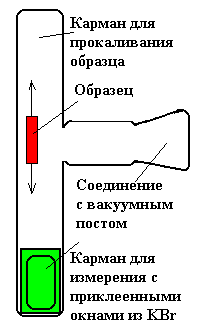 Карман для
прокаливания
образца
Образец
Соединение
с вакуумным
постом
Карман для
измерения с
приклеенными
окнами из KBr